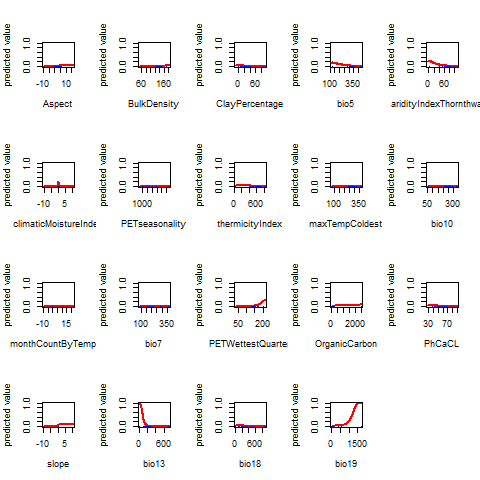 predicted value 0.0 1.0 -10 10 Aspect
predicted value 0.0 1.0 60 160 BulkDensity
predicted value 0.0 1.0 0 60 ClayPercentage
predicted value 0.0 1.0 100 350 bio5
predicted value 0.0 1.0 0 60 aridityIndexThornthwa
predicted value 0.0 1.0 -10 5 climaticMoistureInde
predicted value 0.0 1.0 1000 PETseasonality
predicted value 0.0 1.0 0 600 thermicityIndex
predicted value 0.0 1.0 100 350 maxTempColdest
predicted value 0.0 1.0 50 300 bio10
predicted value 0.0 1.0 -10 15 monthCountByTemp
predicted value 0.0 1.0 100 350 bio7
predicted value 0.0 1.0 50 200 PETWettestQuarte
predicted value 0.0 1.0 0 2000 OrganicCarbon
predicted value 0.0 1.0 30 70 PhCaCL
predicted value 0.0 1.0 -10 5 slope
predicted value 0.0 1.0 0 600 bio13
predicted value 0.0 1.0 0 600 bio18
predicted value 0.0 1.0 0 1500 bio19